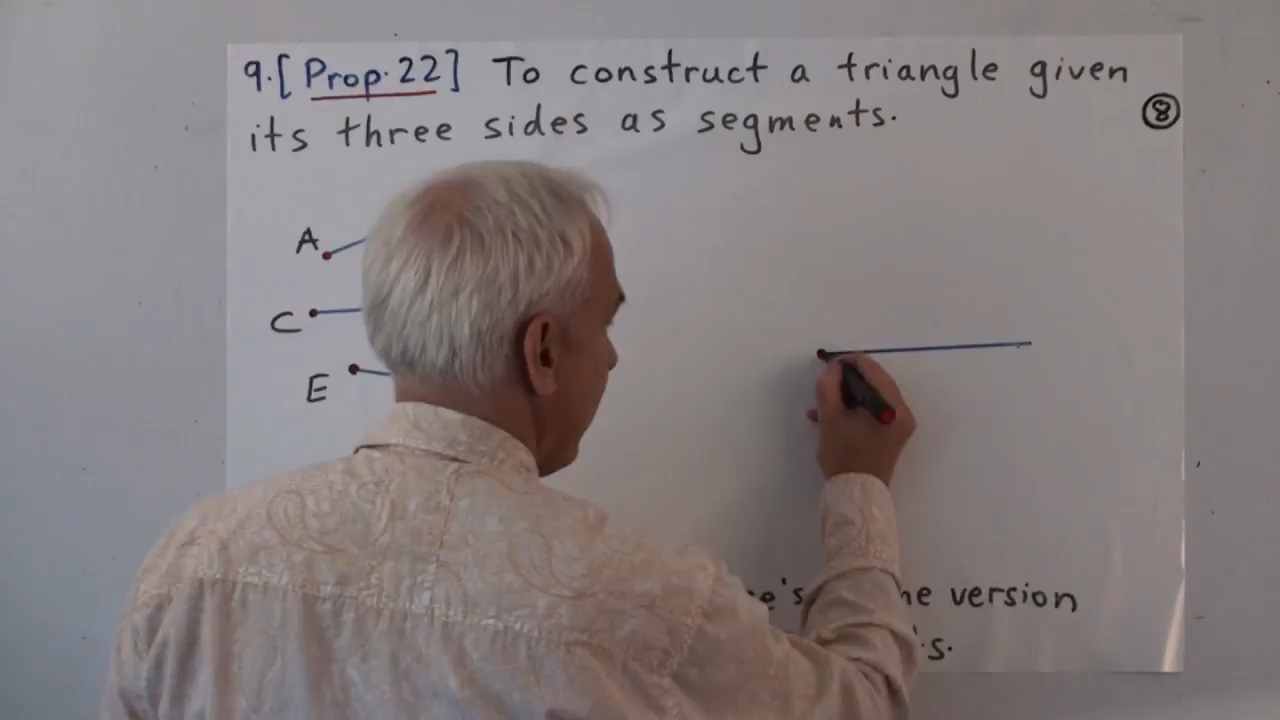 9.[Prop. 22] To construct a triangle given
its three sides as segments.
8
A
C
E
version